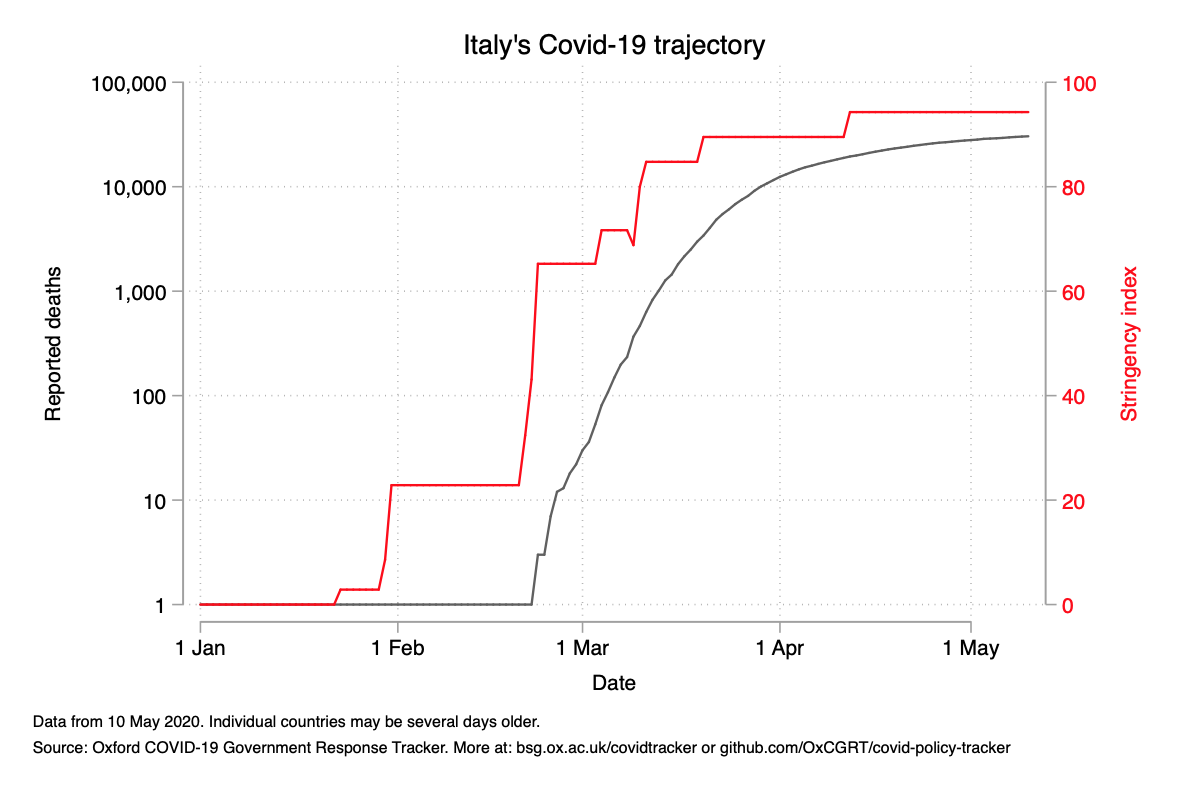 Italy's Covid-19 trajectory
100,000
10,000
1,000
100
10
1
Reported deaths
100
80
60
40
20
0
Stringency index
1 Jan
1 Feb
1 Mar
1 Apr
1 May
Date
Data from 10 May 2020. Individual countries may be several days older.
Source: Oxford COVID-19 Government Response Tracker. More at: bsg.ox.ac.uk/covidtracker or github.com/OxCGRT/covid-policy-tracker